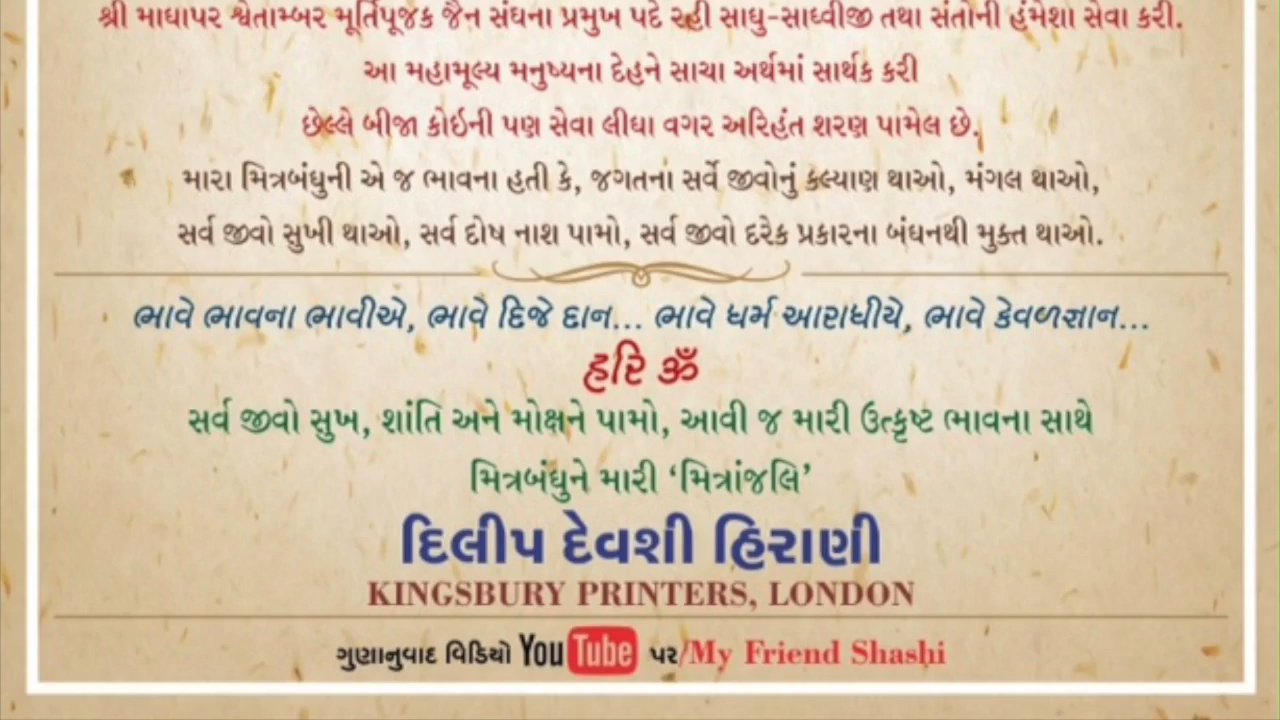 શ્રી માધાપર શ્વેતામ્બર મૂર્તિપૂજક જૈન સંઘના પ્રમુખ પદે રહી સાધુ-સાધ્વીજી તથા સંતોની હંમેશા સેવા કરી.
આ મહામૂલ્ય મનુષ્યના દેહને સાચા અર્થમાં સાર્થક કરી
છેલ્લે બીજા કોઇની પણ સેવા લીધા વગર અરિહંત શરણ પામેલ છે.
મારા મિત્રબંધુની એ જ ભાવના હતી કે, જગતનાં સર્વે જીવોનું કલ્યાણ થાઓ, મંગલ થાઓ,
સર્વ જીવો સુખી થાઓ, સર્વ દોષ નાશ પામો, સર્વ જીવો દરેક પ્રકારના બંધનથી મુક્ત થાઓ.
ભાવે ભાવના ભાવીએ, ભાવે દિજે દાન... ભાવે ધર્મ આરાધીયે, ભાવે કેવળજ્ઞાન...
હરિ ૐ
સર્વ જીવો સુખ, શાંતિ અને મોક્ષને પામો, આવી જ મારી ઉત્કૃષ્ટ ભાવના સાથે
મિત્રબંધુને મારી ‘મિત્રાંજલિ’
દિલીપ દેવશી હિરાણી
KINGSBURY PRINTERS, LONDON
ગુણાનુવાદ વિડિયો YouTube પર/My Friend Shashi